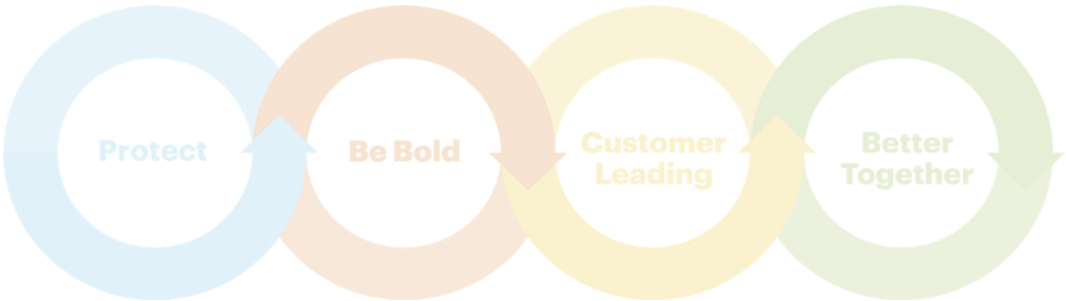 Protect
Be Bold
Customer
Leading
Better
Together